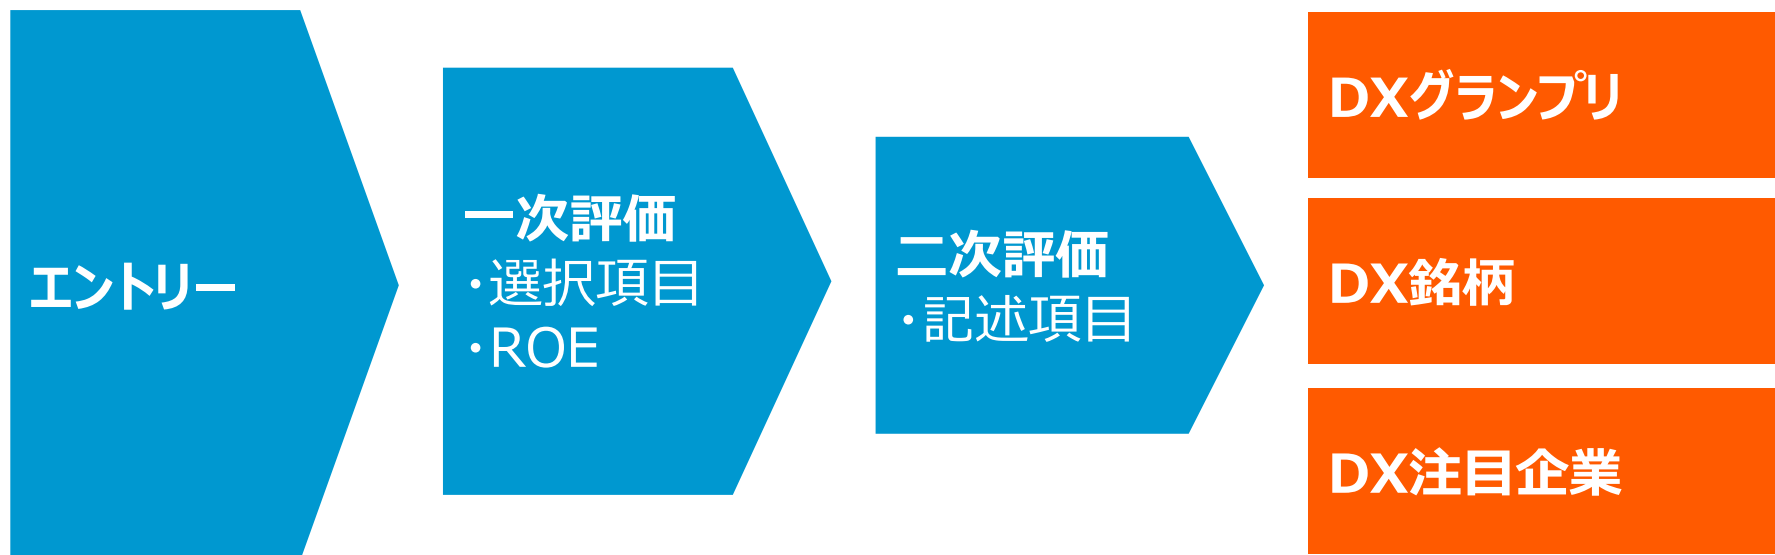 エントリー
一次評価
・選択項目
・ROE
二次評価
・記述項目
DXグランプリ
DX銘柄
DX注目企業